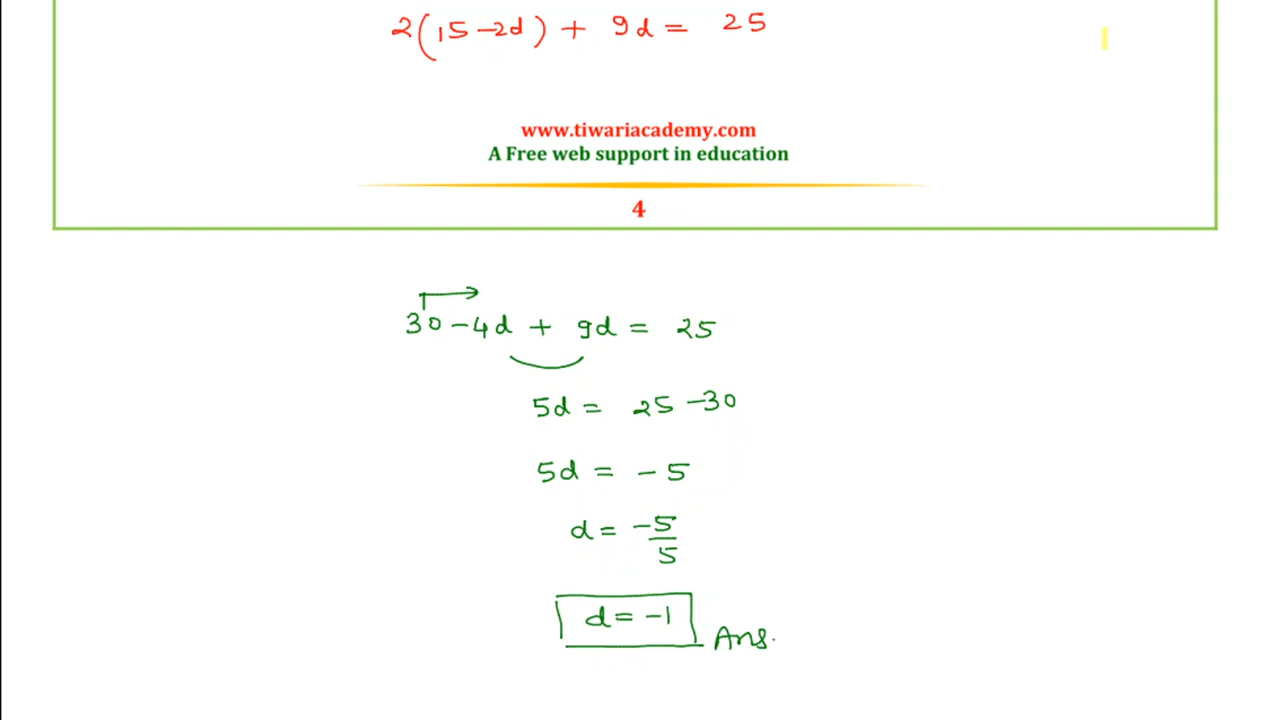 2(15-2d) + 9d = 25
www.tiwariacademy.com
A Free web support in education
4
30-4d + 9d = 25
5d = 25 -30
5d = - 5
d = -5/5
d = -1 Ans.